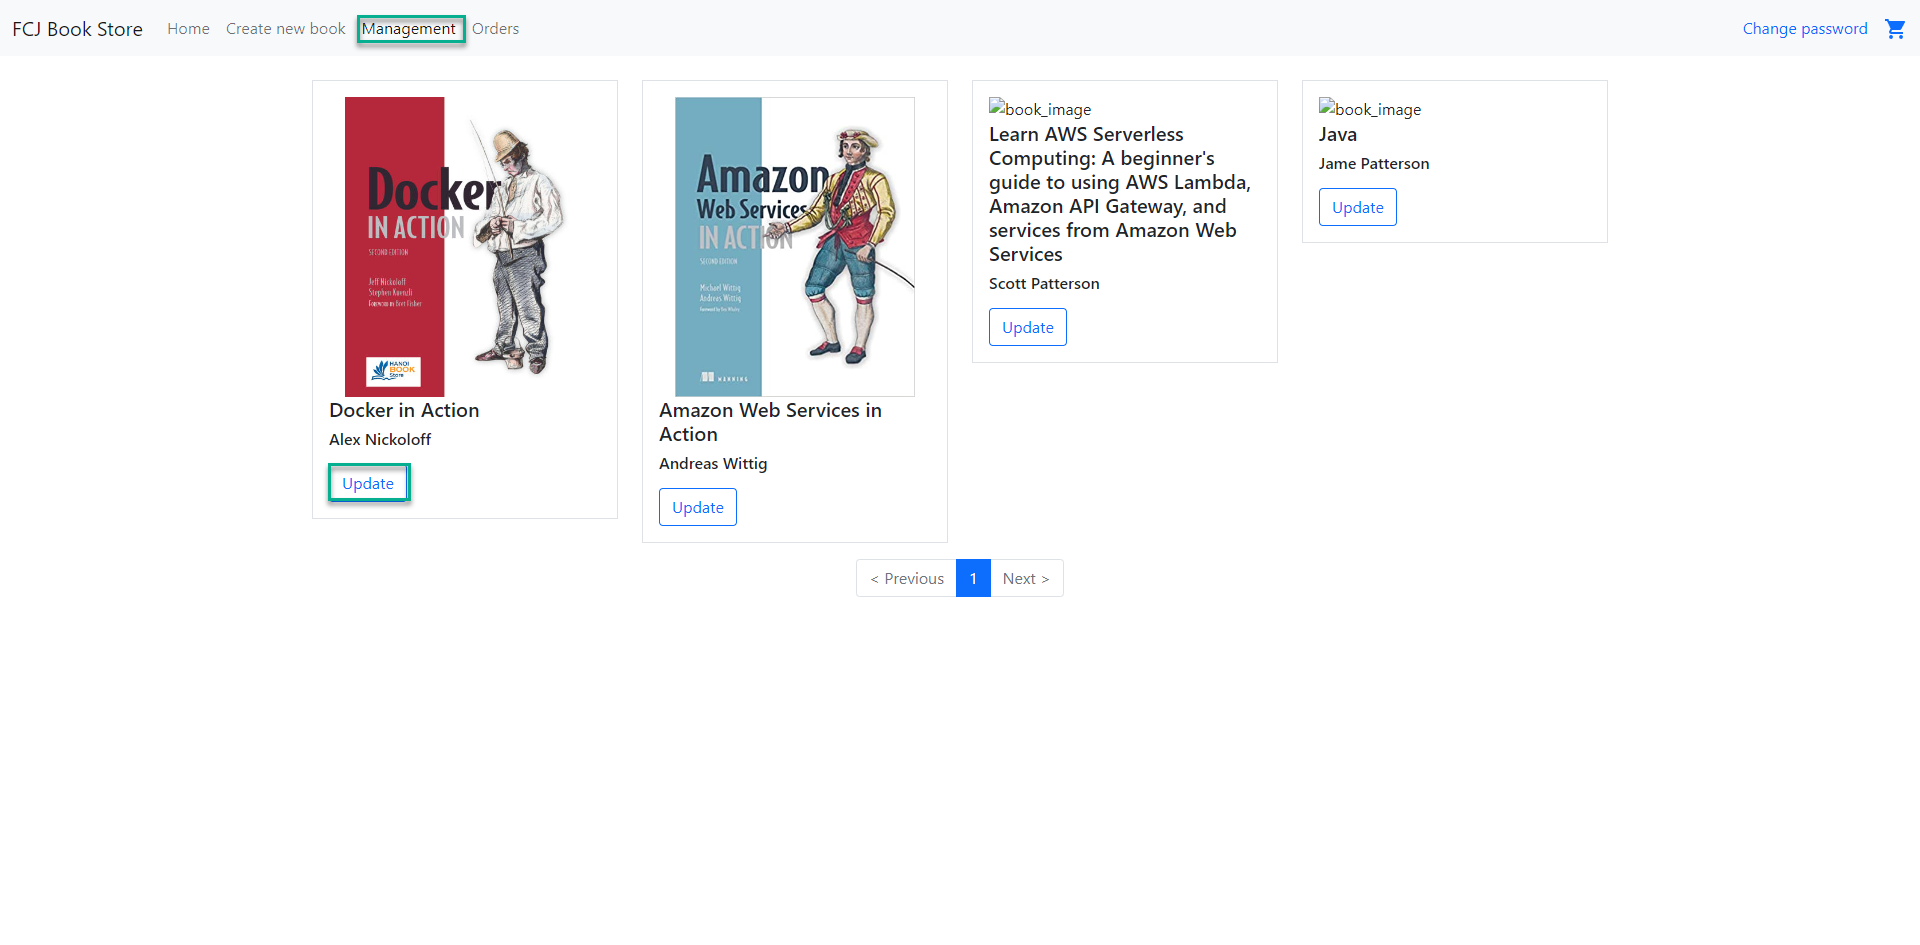 FCJ Book Store Home Create new book Management Orders Change password
Docker
IN ACTION
SECOND EDITION
Jeff Nickoloff
Stephen Kuenzli
Foreword by Bret Fisher
HANOI
BOOK
Store
Docker in Action
Alex Nickoloff
Update
Amazon
Web Services
IN ACTION
SECOND EDITION
Michael Wittig
Andreas Wittig
MANNING
Amazon Web Services in
Action
Andreas Wittig
Update
book_image
Learn AWS Serverless
Computing: A beginner's
guide to using AWS Lambda,
Amazon API Gateway, and
services from Amazon Web
Services
Scott Patterson
Update
book_image
Java
Jame Patterson
Update
< Previous 1 Next >